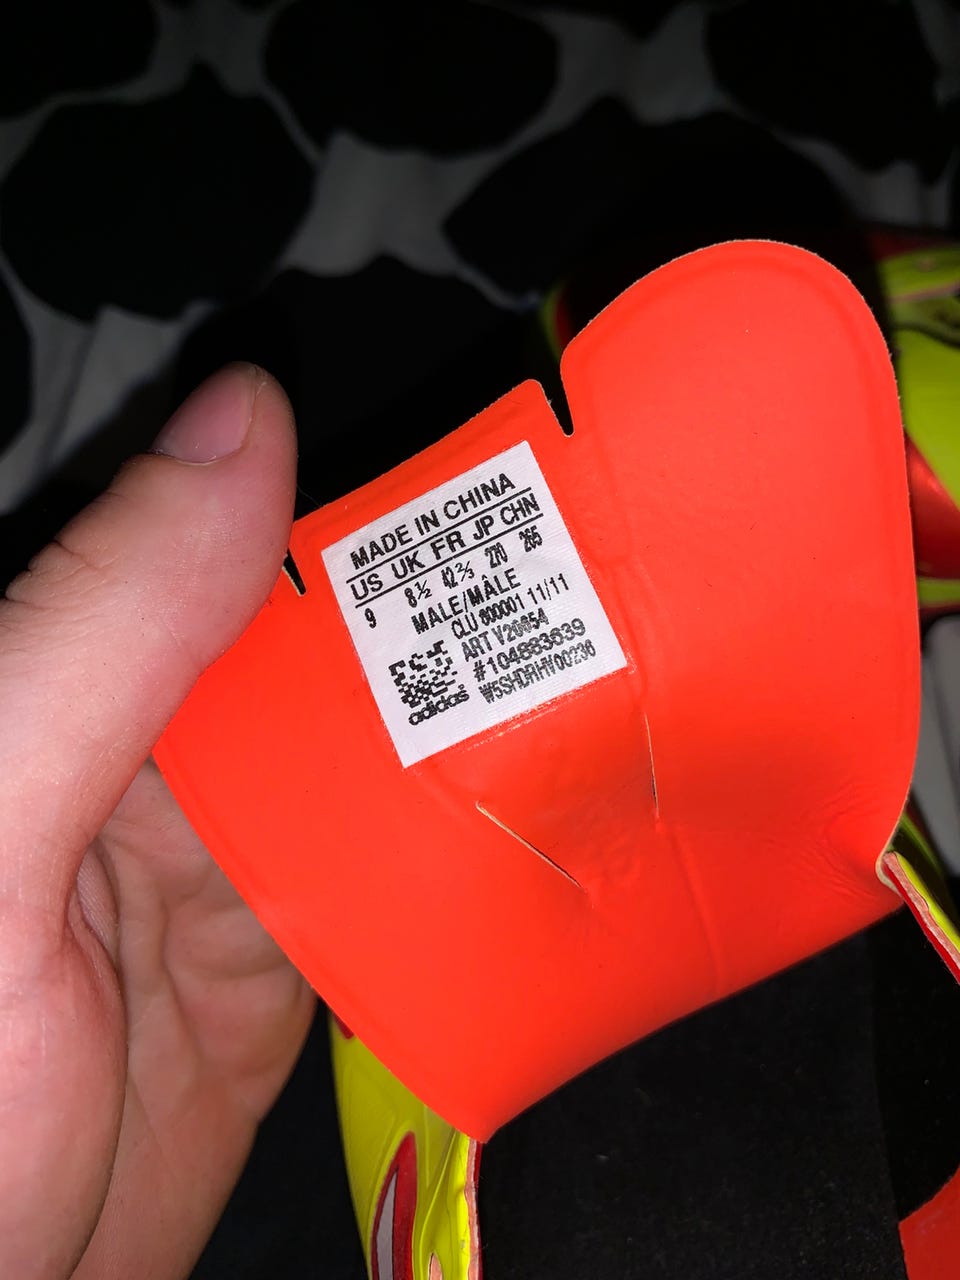 MADE IN CHINA
US UK FR JP CHN
9 8½ 42⅔ 270 265
MALE/MÂLE
CLU 600001 11/11
ART V20654
#104883639
W5SHDRHV00236
adidas